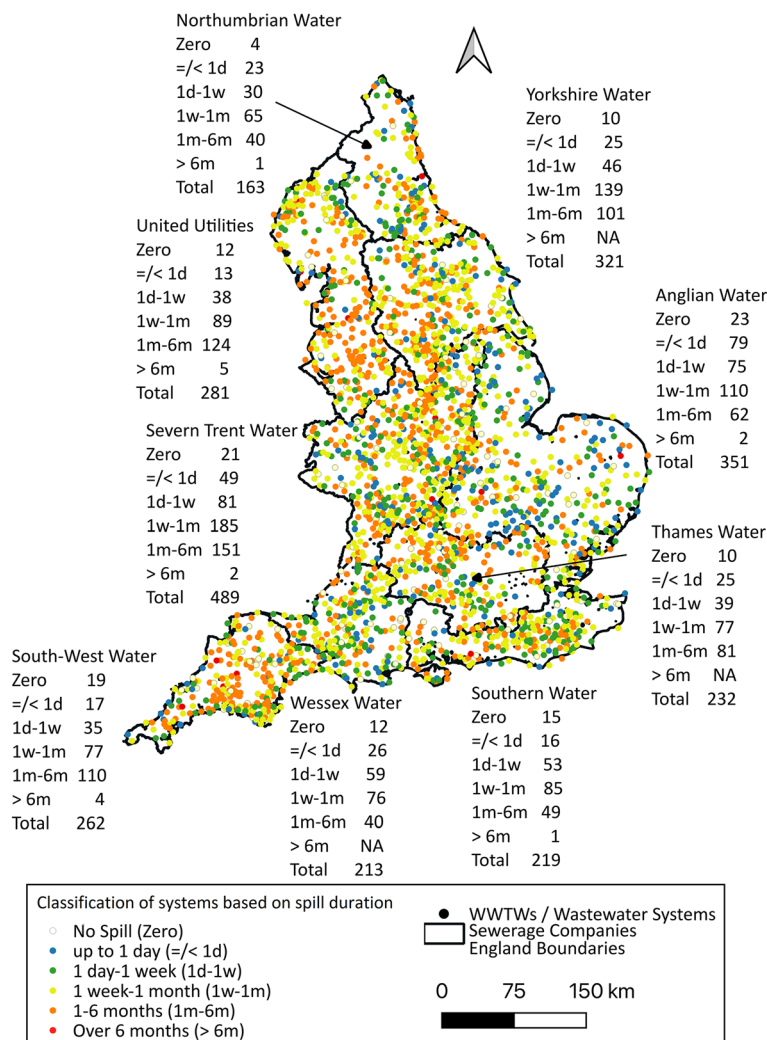 Northumbrian Water
Zero 4
=/< 1d 23
1d-1w 30
1w-1m 65
1m-6m 40
> 6m 1
Total 163
Yorkshire Water
Zero 10
=/< 1d 25
1d-1w 46
1w-1m 139
1m-6m 101
> 6m NA
Total 321
United Utilities
Zero 12
=/< 1d 13
1d-1w 38
1w-1m 89
1m-6m 124
> 6m 5
Total 281
Anglian Water
Zero 23
=/< 1d 79
1d-1w 75
1w-1m 110
1m-6m 62
> 6m 2
Total 351
Severn Trent Water
Zero 21
=/< 1d 49
1d-1w 81
1w-1m 185
1m-6m 151
> 6m 2
Total 489
Thames Water
Zero 10
=/< 1d 25
1d-1w 39
1w-1m 77
1m-6m 81
> 6m NA
Total 232
South-West Water
Zero 19
=/< 1d 17
1d-1w 35
1w-1m 77
1m-6m 110
> 6m 4
Total 262
Wessex Water
Zero 12
=/< 1d 26
1d-1w 59
1w-1m 76
1m-6m 40
> 6m NA
Total 213
Southern Water
Zero 15
=/< 1d 16
1d-1w 53
1w-1m 85
1m-6m 49
> 6m 1
Total 219
Classification of systems based on spill duration
No Spill (Zero)
up to 1 day (=/< 1d)
1 day-1 week (1d-1w)
1 week-1 month (1w-1m)
1-6 months (1m-6m)
Over 6 months (> 6m)
WWTWs / Wastewater Systems
Sewerage Companies
England Boundaries
0 75 150 km